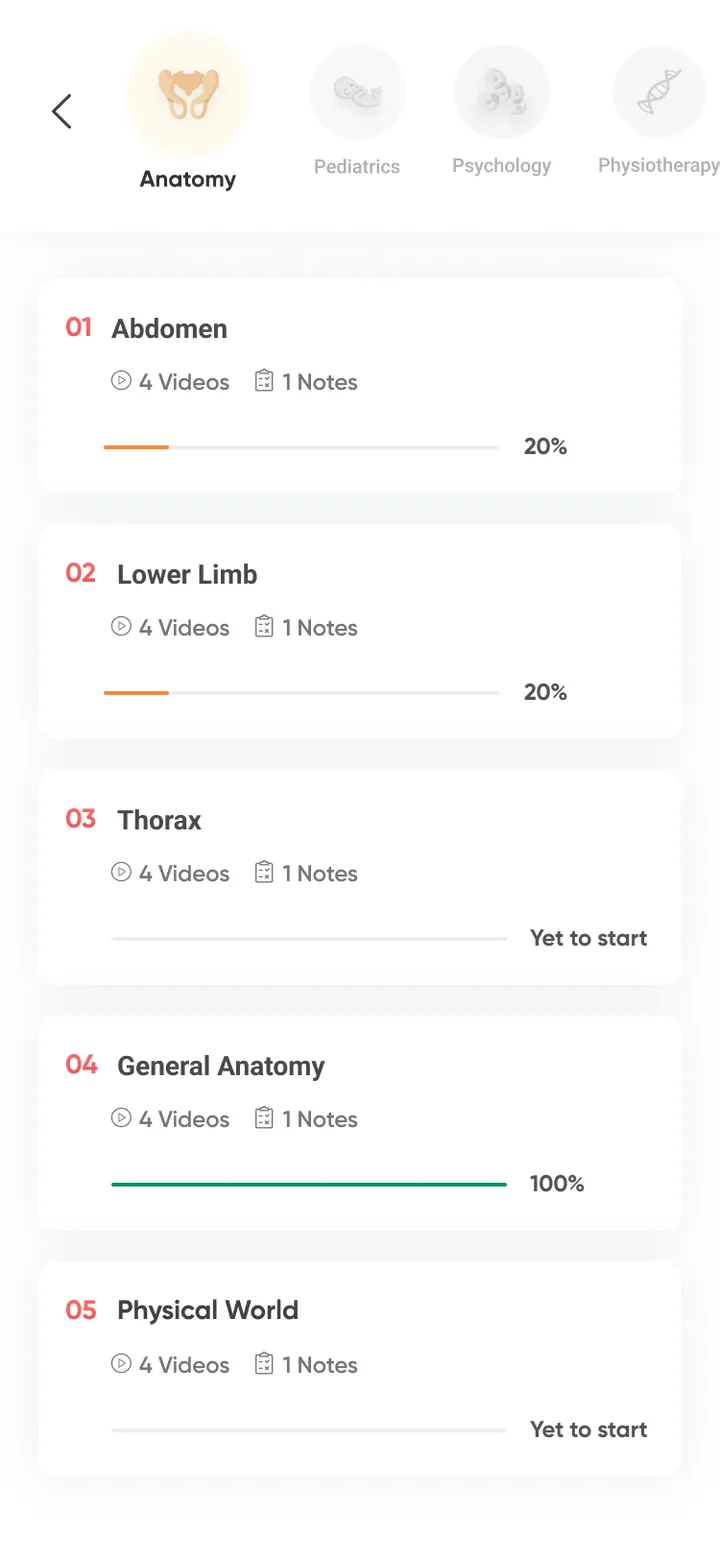 Anatomy
Pediatrics
Psychology
Physiotherapy
01 Abdomen
4 Videos 1 Notes
20%
02 Lower Limb
4 Videos 1 Notes
20%
03 Thorax
4 Videos 1 Notes
Yet to start
04 General Anatomy
4 Videos 1 Notes
100%
05 Physical World
4 Videos 1 Notes
Yet to start